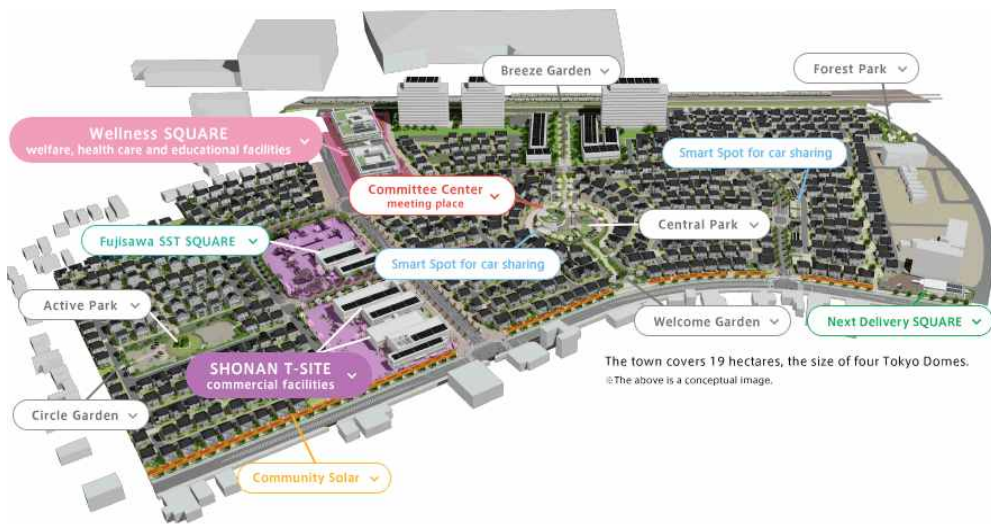 Breeze Garden
Forest Park
Wellness SQUARE
welfare, health care and educational facilities
Smart Spot for car sharing
Committee Center
meeting place
Central Park
Fujisawa SST SQUARE
Smart Spot for car sharing
Active Park
Welcome Garden
Next Delivery SQUARE
SHONAN T-SITE
commercial facilities
The town covers 19 hectares, the size of four Tokyo Domes.
※The above is a conceptual image.
Circle Garden
Community Solar